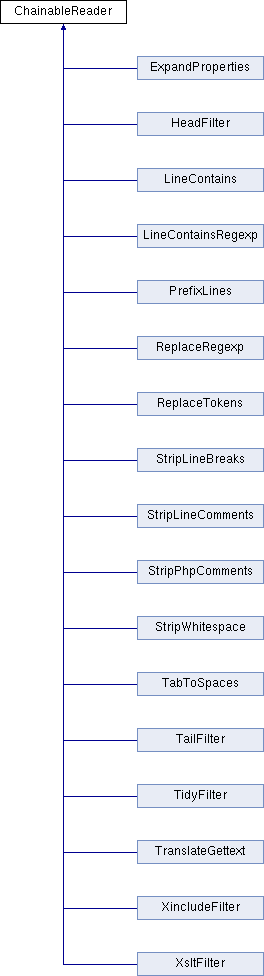 ChainableReader
ExpandProperties
HeadFilter
LineContains
LineContainsRegexp
PrefixLines
ReplaceRegexp
ReplaceTokens
StripLineBreaks
StripLineComments
StripPhpComments
StripWhitespace
TabToSpaces
TailFilter
TidyFilter
TranslateGettext
XincludeFilter
XsltFilter